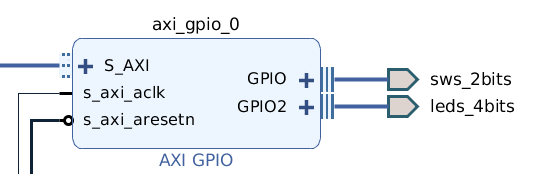 axi_gpio_0
S_AXI
s_axi_aclk
s_axi_aresetn
GPIO
GPIO2
sws_2bits
leds_4bits
AXI GPIO